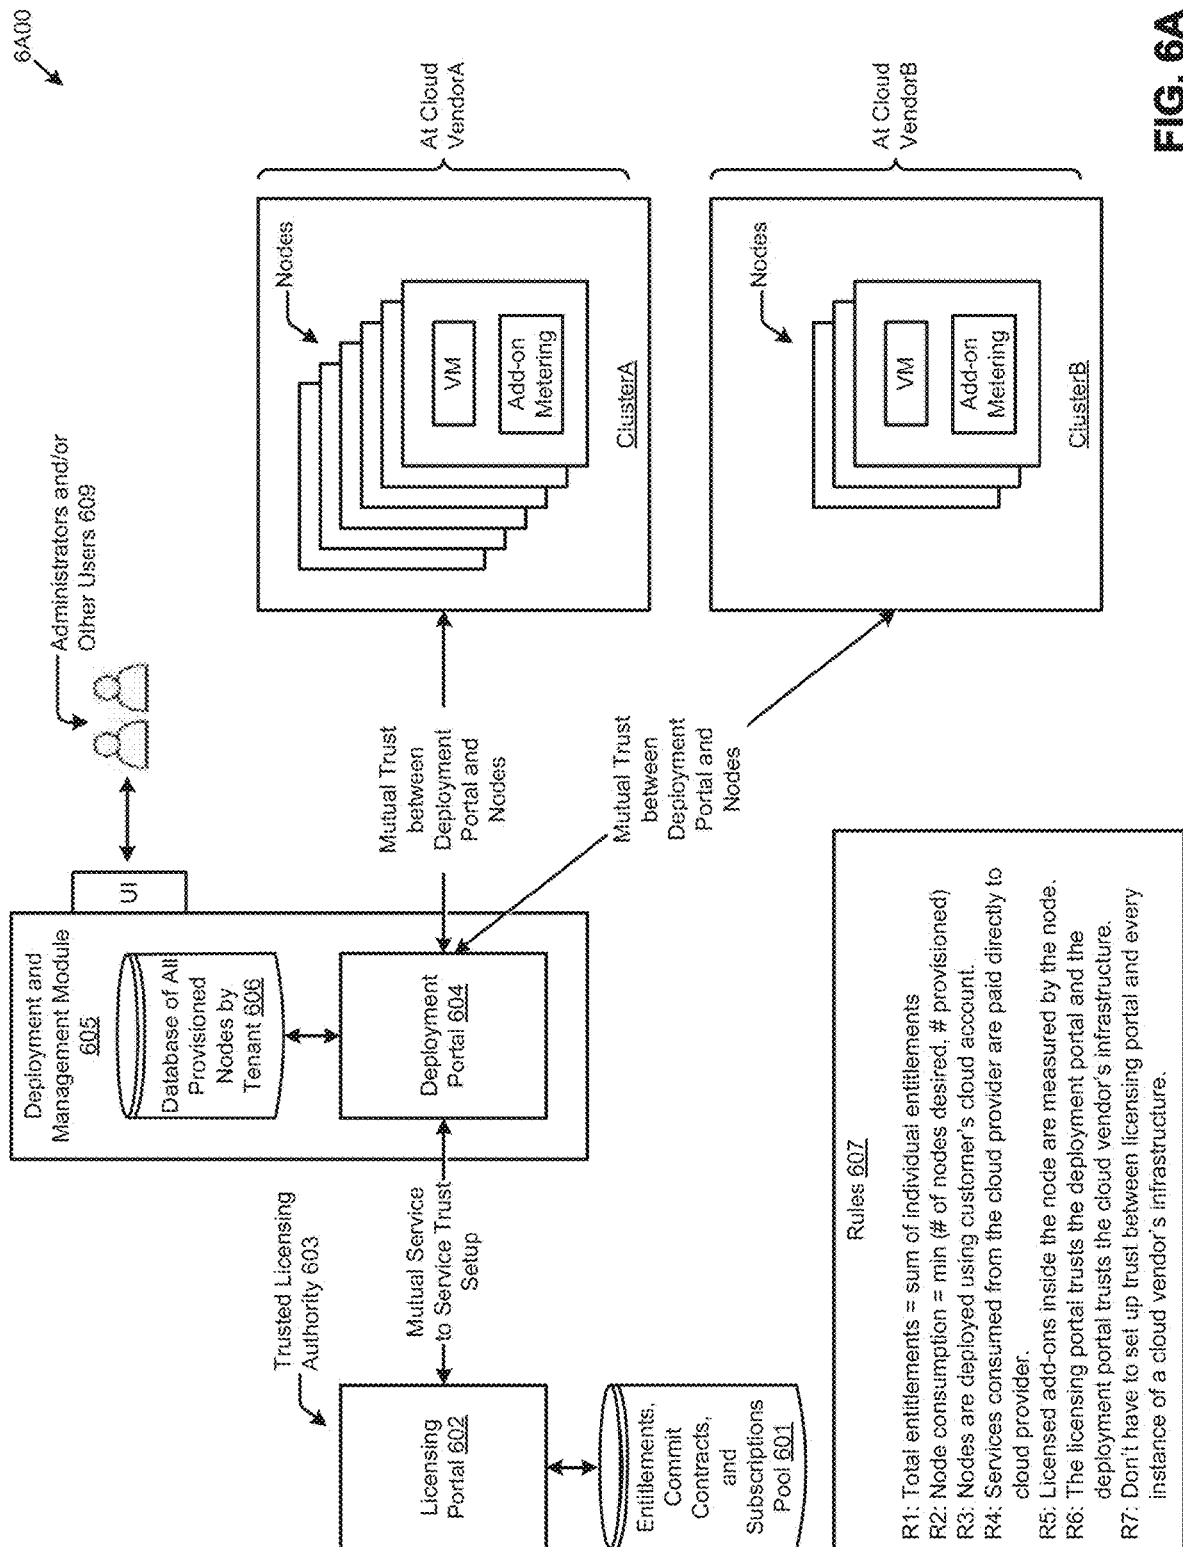 6A00
Trusted Licensing
Authority 603
Licensing
Portal 602
Entitlements,
Commit
Contracts,
and
Subscriptions
Pool 601
Mutual Service
to Service Trust
Setup
Deployment and
Management Module
605
Database of All
Provisioned
Nodes by
Tenant 606
Deployment
Portal 604
UI
Administrators and/or
Other Users 609
Mutual Trust
between
Deployment
Portal and
Nodes
Mutual Trust
between
Deployment
Portal and
Nodes
Nodes
VM
Add-on
Metering
ClusterA
At Cloud
VendorA
Nodes
VM
Add-on
Metering
ClusterB
At Cloud
VendorB
Rules 607
R1: Total entitlements = sum of individual entitlements
R2: Node consumption = min (# of nodes desired, # provisioned)
R3: Nodes are deployed using customer's cloud account.
R4: Services consumed from the cloud provider are paid directly to
cloud provider.
R5: Licensed add-ons inside the node are measured by the node.
R6: The licensing portal trusts the deployment portal and the
deployment portal trusts the cloud vendor's infrastructure.
R7: Don't have to set up trust between licensing portal and every
instance of a cloud vendor's infrastructure.
FIG. 6A